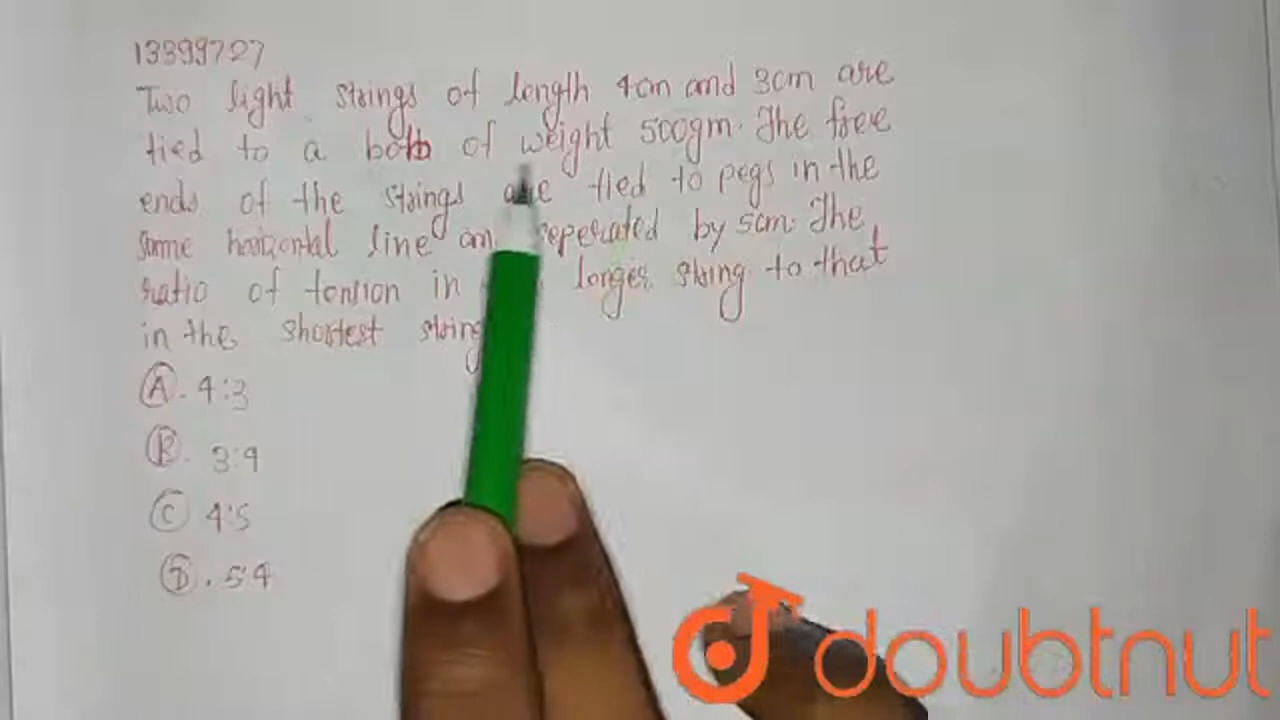 13399727
Two light strings of length 4cm and 3cm are
tied to a bob of weight 500gm. The free
ends of the strings are tied to pegs in the
same horizontal line an seperated by 5cm. The
ratio of tension in longer string to that
in the shortest string
A. 4:3
B. 3:4
C 4:5
D. 5:4
doubtnut